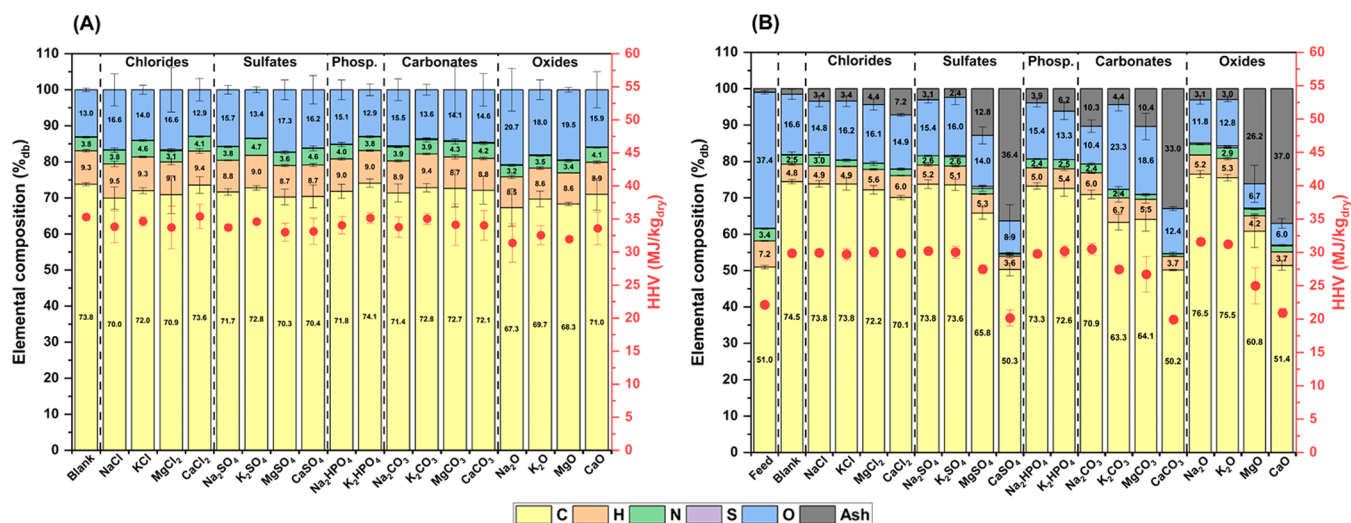 (A)
Elemental composition (%db)
HHV (MJ/kgdry)
110
100
90
80
70
60
50
40
30
20
10
0
60
55
50
45
40
35
30
25
20
15
10
5
0
Chlorides Sulfates Phosp. Carbonates Oxides
13.0 16.6 14.0 16.6 12.9 15.7 13.4 17.3 16.2 15.1 12.9 15.5 13.6 14.1 14.6 20.7 18.0 19.5 15.9
3.8 3.8 4.6 3.1 4.1 3.8 4.7 3.6 4.6 4.0 3.8 3.9 3.9 4.3 4.2 3.2 3.5 3.4 4.1
9.3 9.5 9.3 9.1 9.4 8.8 9.0 8.7 8.7 9.0 9.0 8.9 9.4 8.7 8.8 8.5 8.6 8.6 8.9
73.8 70.0 72.0 70.9 73.6 71.7 72.8 70.3 70.4 71.8 74.1 71.4 72.8 72.7 72.1 67.3 69.7 68.3 71.0
Blank NaCl KCl MgCl2 CaCl2 Na2SO4 K2SO4 MgSO4 CaSO4 Na2HPO4 K2HPO4 Na2CO3 K2CO3 MgCO3 CaCO3 Na2O K2O MgO CaO
(B)
Elemental composition (%db)
HHV (MJ/kgdry)
110
100
90
80
70
60
50
40
30
20
10
0
60
55
50
45
40
35
30
25
20
15
10
5
0
Chlorides Sulfates Phosp. Carbonates Oxides
3.4 3.4 4.4 7.2 3.1 2.4 12.8 36.4 3.9 6.2 10.3 4.4 10.4 33.0 3.1 3.0 26.2 37.0
37.4 16.6 14.8 16.2 16.1 14.9 15.4 16.0 14.0 8.9 15.4 13.3 10.4 23.3 18.6 12.4 11.8 12.8 6.7 6.0
3.4 2.5 3.0 2.6 2.6 2.4 2.5 2.4 2.4 2.9
7.2 4.8 4.9 4.9 5.6 6.0 5.2 5.1 5.3 3.6 5.0 5.4 6.0 6.7 5.5 3.7 5.2 5.3 4.2 3.7
51.0 74.5 73.8 73.8 72.2 70.1 73.8 73.6 65.8 50.3 73.3 72.6 70.9 63.3 64.1 50.2 76.5 75.5 60.8 51.4
Feed Blank NaCl KCl MgCl2 CaCl2 Na2SO4 K2SO4 MgSO4 CaSO4 Na2HPO4 K2HPO4 Na2CO3 K2CO3 MgCO3 CaCO3 Na2O K2O MgO CaO
C H N S O Ash